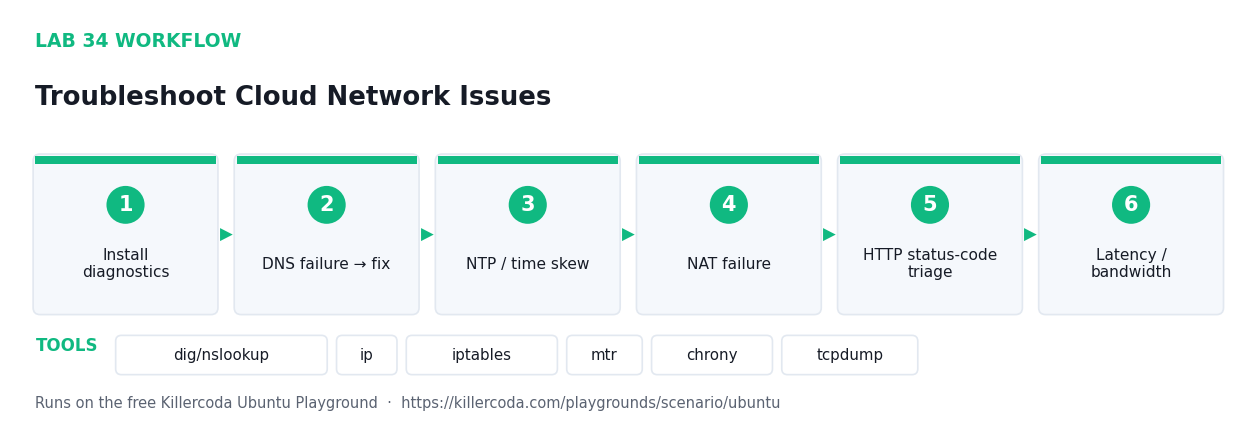 LAB 34 WORKFLOW
Troubleshoot Cloud Network Issues
1
Install
diagnostics
2
DNS failure → fix
3
NTP / time skew
4
NAT failure
5
HTTP status-code
triage
6
Latency /
bandwidth
TOOLS
dig/nslookup
ip
iptables
mtr
chrony
tcpdump
Runs on the free Killercoda Ubuntu Playground · https://killercoda.com/playgrounds/scenario/ubuntu